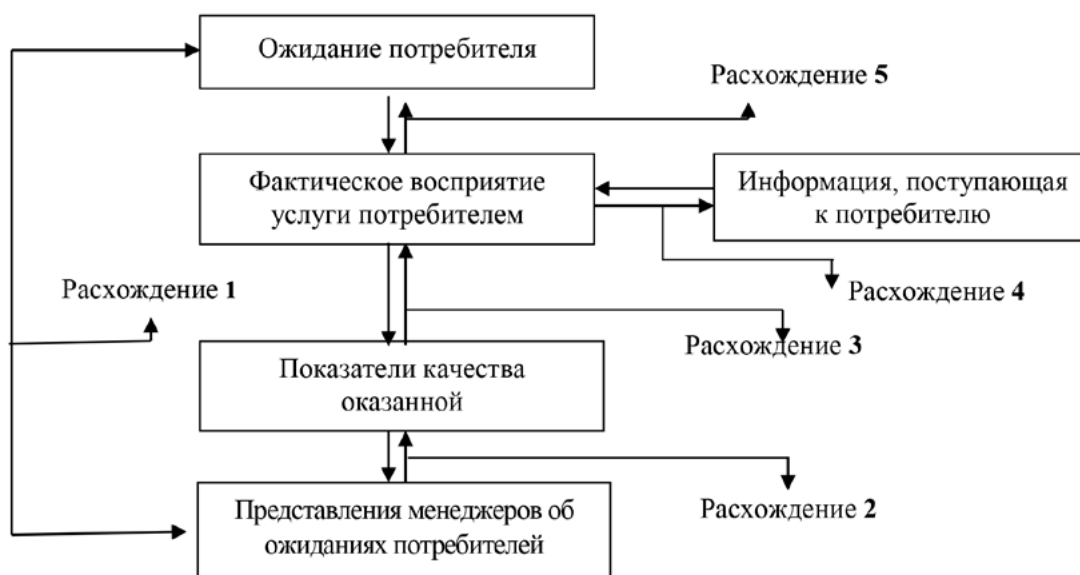 Ожидание потребителя
Расхождение 5
Фактическое восприятие
услуги потребителем
Информация, поступающая
к потребителю
Расхождение 1
Расхождение 4
Расхождение 3
Показатели качества
оказанной
Представления менеджеров об
ожиданиях потребителей
Расхождение 2